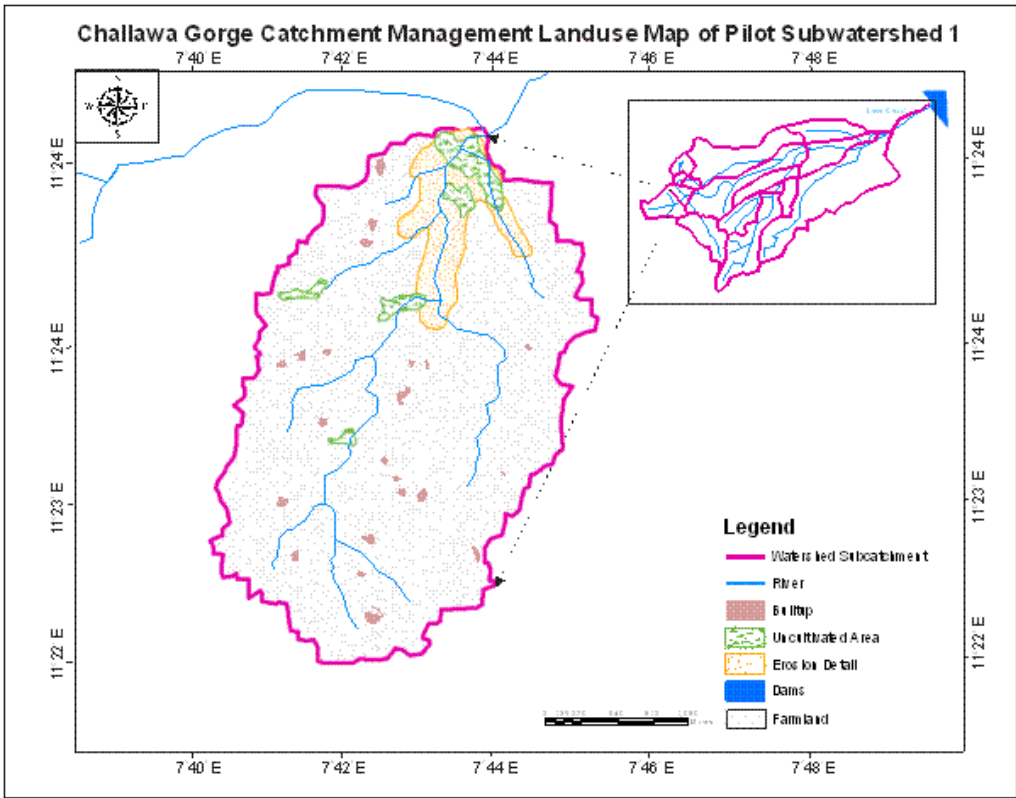 Challawa Gorge Catchment Management Landuse Map of Pilot Subwatershed 1
7°40' E 7°42' E 7°44' E 7°46' E 7°48' E
N
W E
S
11°24' E 11°24' E
11°24' E 11°24' E
11°23' E 11°23' E
11°22' E 11°22' E
Legend
Watershed Subcatchment
River
Builtup
Uncultivated Area
Erosion Detail
Dams
Farmland
7°40' E 7°42' E 7°44' E 7°46' E 7°48' E